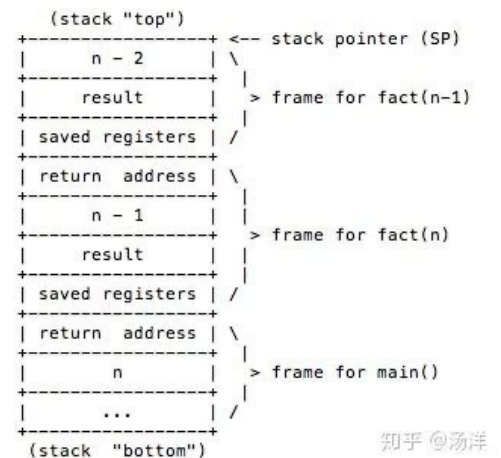 (stack "top")
+------------------+ <-- stack pointer (SP)
|      n - 2       | \
+------------------+  |
|     result       |   > frame for fact(n-1)
+------------------+  |
| saved registers  | /
+------------------+
| return  address  | \
+------------------+  |
|      n - 1       |  |
+------------------+   > frame for fact(n)
|     result       |  |
+------------------+  |
| saved registers  | /
+------------------+
| return  address  | \
+------------------+  |
|        n         |   > frame for main()
+------------------+  |
|       ...        | /
+------------------+
(stack  "bottom")
知乎 @汤洋